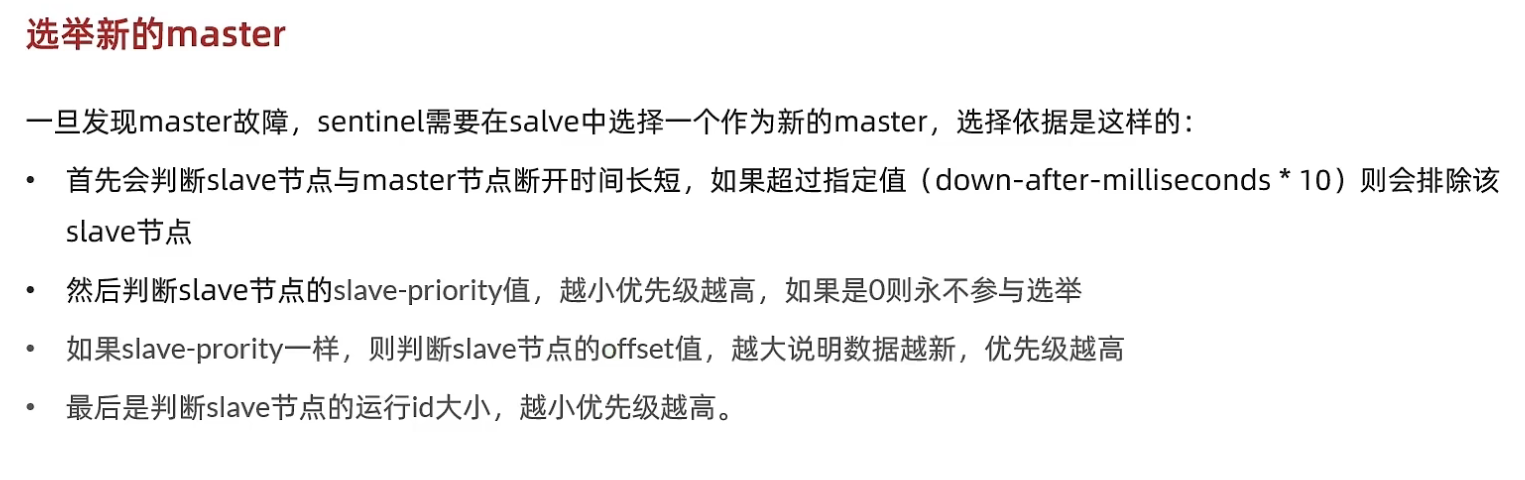 选举新的master
一旦发现master故障，sentinel需要在salve中选择一个作为新的master，选择依据是这样的：
• 首先会判断slave节点与master节点断开时间长短，如果超过指定值（down-after-milliseconds * 10）则会排除该
slave节点
• 然后判断slave节点的slave-priority值，越小优先级越高，如果是0则永不参与选举
• 如果slave-prority一样，则判断slave节点的offset值，越大说明数据越新，优先级越高
• 最后是判断slave节点的运行id大小，越小优先级越高。